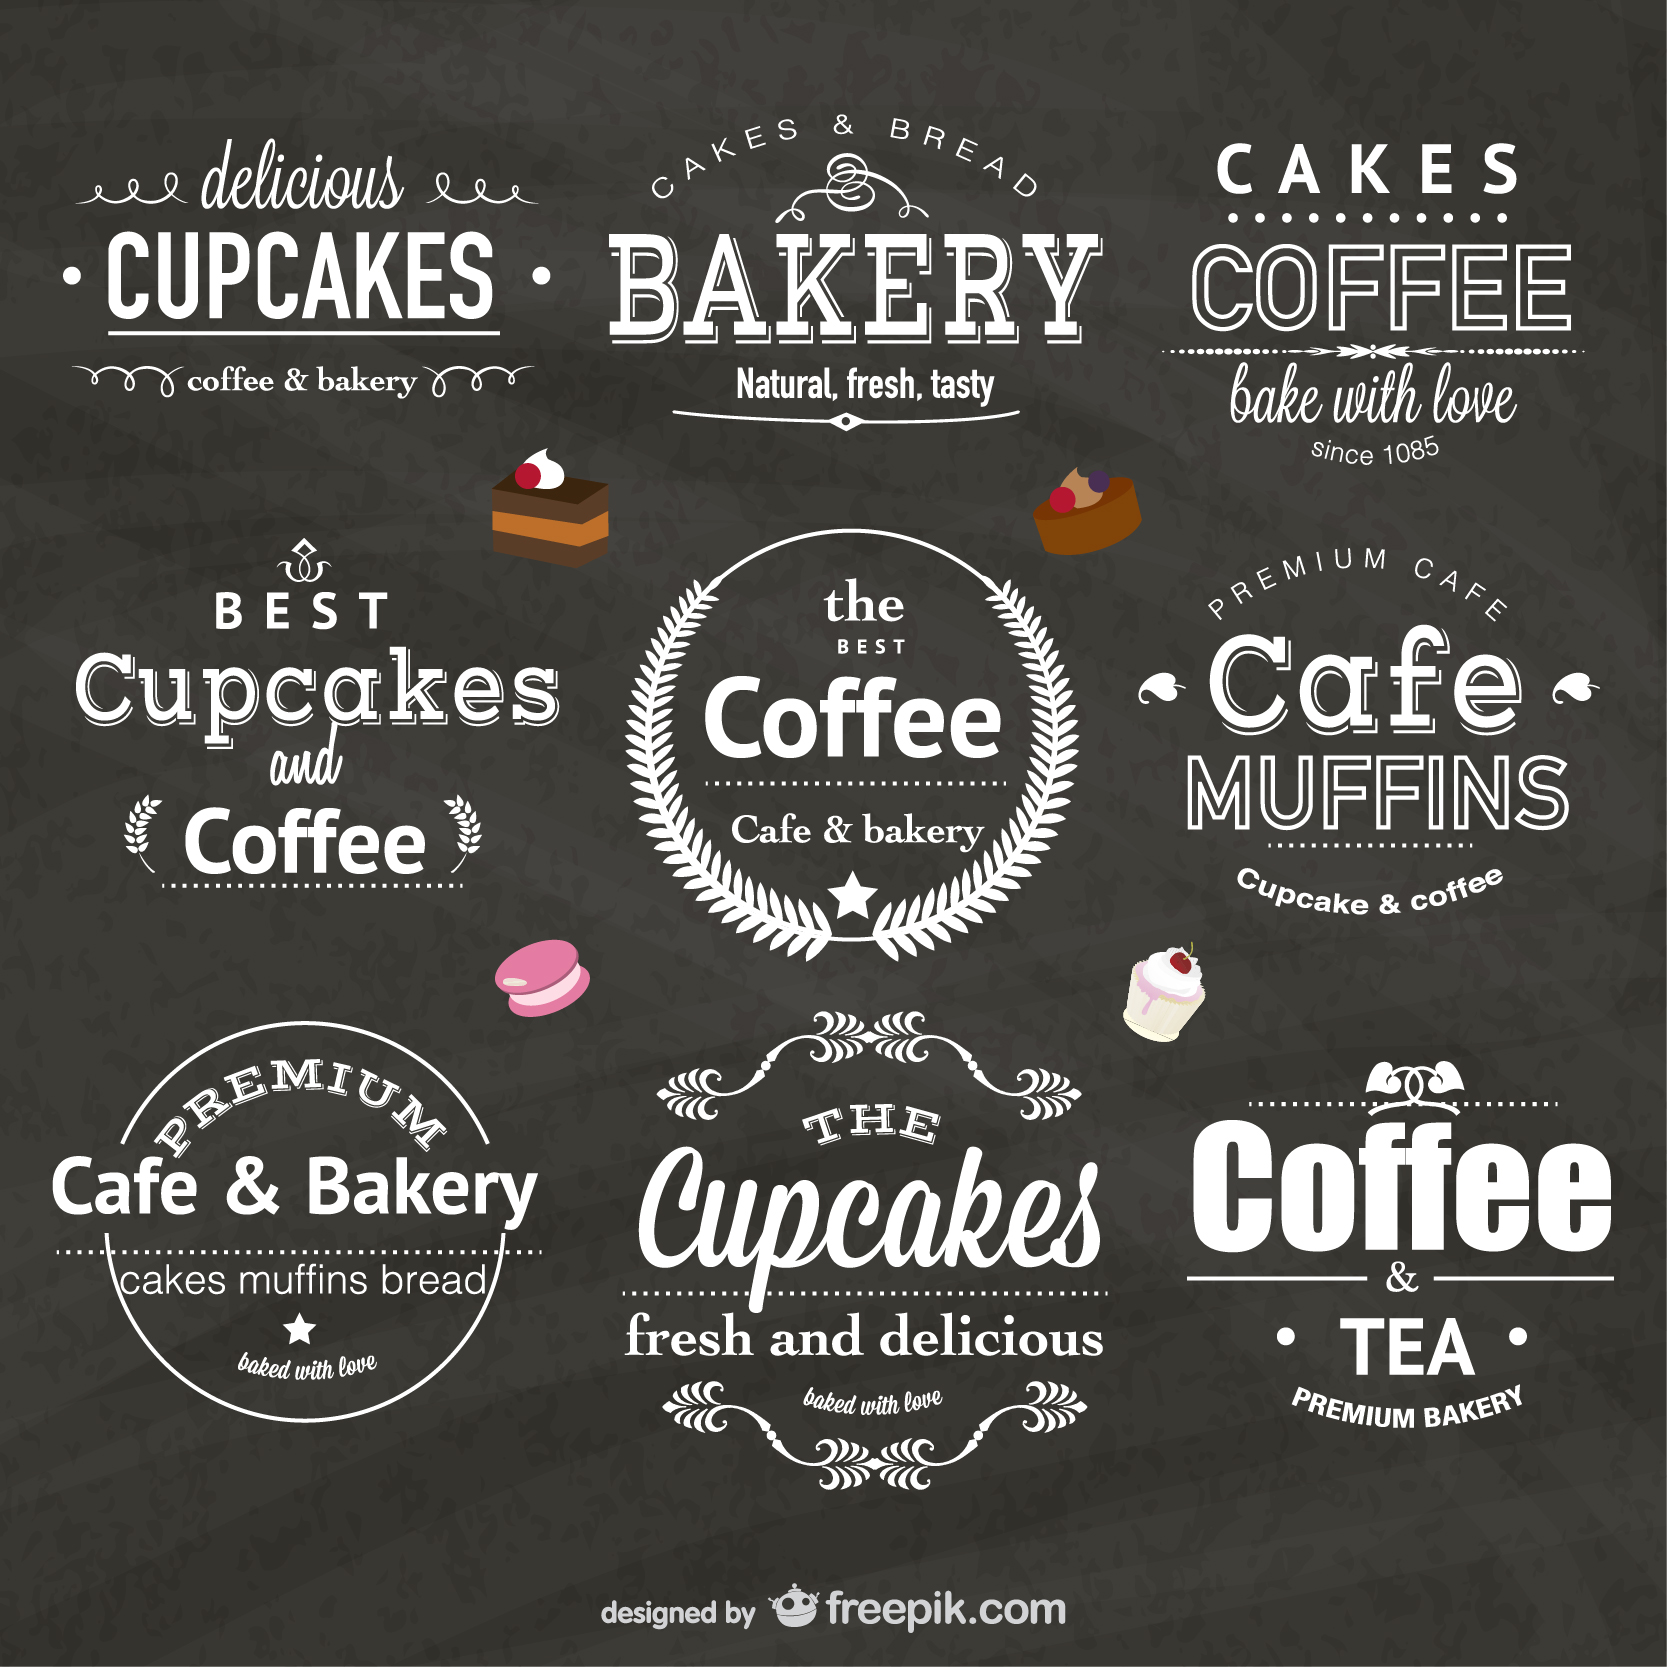 delicious
CUPCAKES
coffee & bakery
CAKES & BREAD
BAKERY
Natural, fresh, tasty
CAKES
COFFEE
bake with love
since 1085
BEST
Cupcakes
and
Coffee
the
BEST
Coffee
Cafe & bakery
PREMIUM CAFE
Cafe
MUFFINS
Cupcake & coffee
PREMIUM
Cafe & Bakery
cakes muffins bread
baked with love
THE
Cupcakes
fresh and delicious
baked with love
Coffee
&
TEA
PREMIUM BAKERY
designed by freepik.com